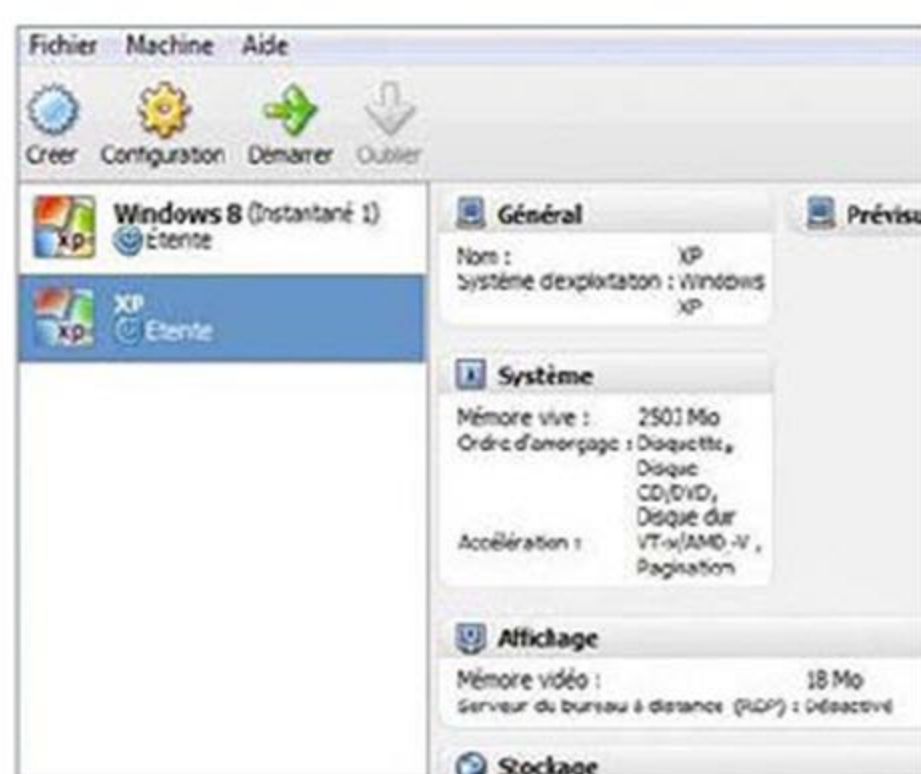 Fichier Machine Aide
Créer Configuration Démarrer Oublier
Windows 8 (Instantané 1)
Éteinte
XP
Éteinte
Général
Nom : XP
Système d'exploitation : Windows
XP
Prévisu
Système
Mémoire vive : Mio
Ordre d'amorçage : Disquette,
Disque
CD/DVD,
Disque dur
Accélération : VT-x/AMD-V,
Pagination
Affichage
Mémoire vidéo : 18 Mo
Serveur du bureau à distance (RDP) : Désactivé
Stockage